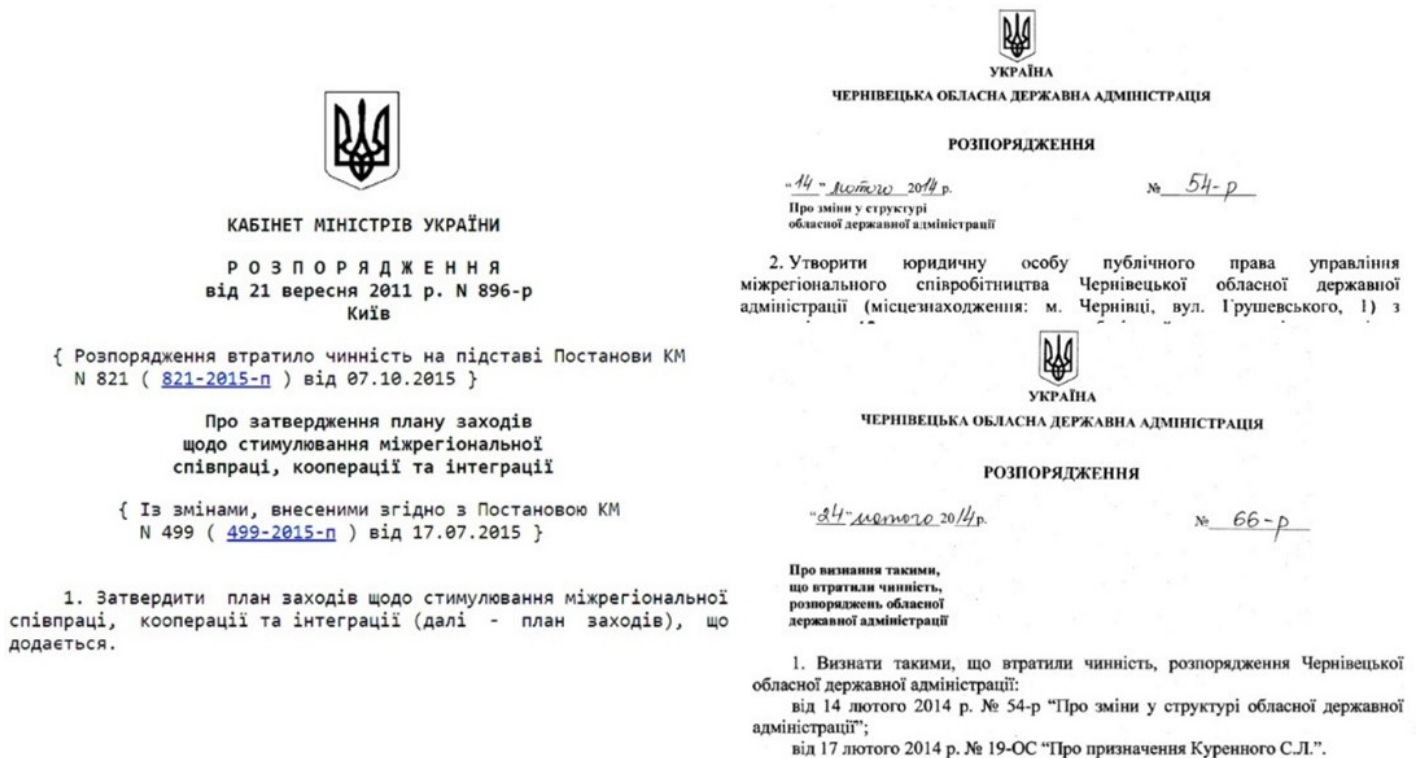 КАБІНЕТ МІНІСТРІВ УКРАЇНИ
Р О З П О Р Я Д Ж Е Н Н Я
від 21 вересня 2011 р. N 896-р
Київ
{ Розпорядження втратило чинність на підставі Постанови КМ
N 821 ( 821-2015-п ) від 07.10.2015 }
Про затвердження плану заходів
щодо стимулювання міжрегіональної
співпраці, кооперації та інтеграції
{ Із змінами, внесеними згідно з Постановою КМ
N 499 ( 499-2015-п ) від 17.07.2015 }
1. Затвердити план заходів щодо стимулювання міжрегіональної
співпраці, кооперації та інтеграції (далі - план заходів), що
додається.
УКРАЇНА
ЧЕРНІВЕЦЬКА ОБЛАСНА ДЕРЖАВНА АДМІНІСТРАЦІЯ
РОЗПОРЯДЖЕННЯ
"14" лютого 2014 р. № 54-р
Про зміни у структурі
обласної державної адміністрації
2. Утворити юридичну особу публічного права управління
міжрегіонального співробітництва Чернівецької обласної державної
адміністрації (місцезнаходження: м. Чернівці, вул. Грушевського, 1) з
УКРАЇНА
ЧЕРНІВЕЦЬКА ОБЛАСНА ДЕРЖАВНА АДМІНІСТРАЦІЯ
РОЗПОРЯДЖЕННЯ
"24" лютого 2014р. № 66-р
Про визнання такими,
що втратили чинність,
розпоряджень обласної
державної адміністрації
1. Визнати такими, що втратили чинність, розпорядження Чернівецької
обласної державної адміністрації:
від 14 лютого 2014 р. № 54-р “Про зміни у структурі обласної державної
адміністрації”;
від 17 лютого 2014 р. № 19-ОС “Про призначення Куренного С.Л.”.